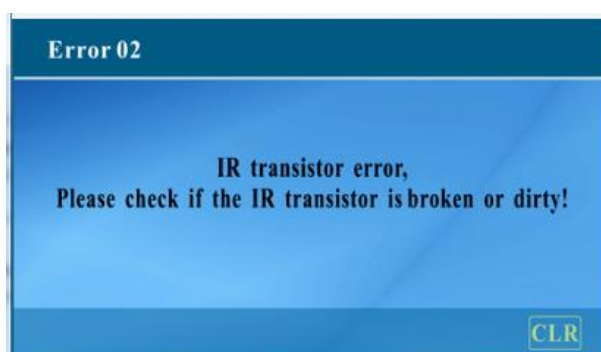 Error 02
IR transistor error,
Please check if the IR transistor is broken or dirty!
CLR